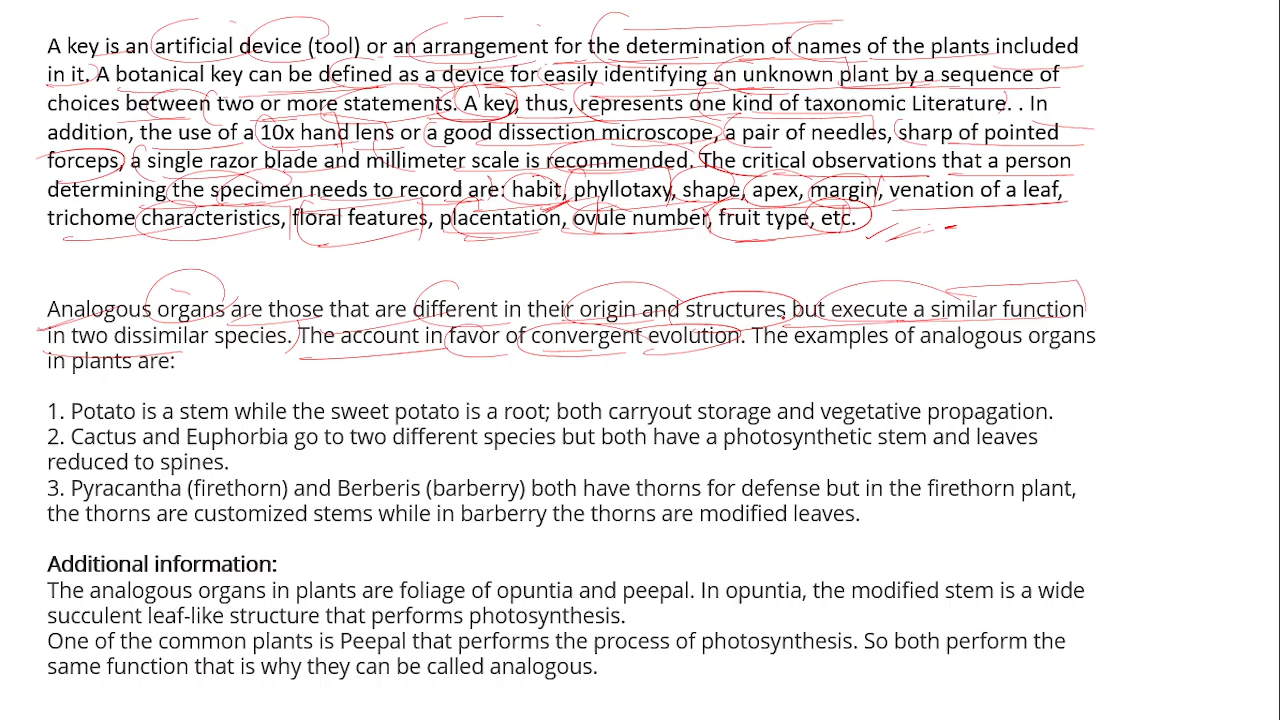 A key is an artificial device (tool) or an arrangement for the determination of names of the plants included
in it. A botanical key can be defined as a device for easily identifying an unknown plant by a sequence of
choices between two or more statements. A key, thus, represents one kind of taxonomic Literature. . In
addition, the use of a 10x hand lens or a good dissection microscope, a pair of needles, sharp of pointed
forceps, a single razor blade and millimeter scale is recommended. The critical observations that a person
determining the specimen needs to record are: habit, phyllotaxy, shape, apex, margin, venation of a leaf,
trichome characteristics, floral features, placentation, ovule number, fruit type, etc.
Analogous organs are those that are different in their origin and structures but execute a similar function
in two dissimilar species. The account in favor of convergent evolution. The examples of analogous organs
in plants are:
1. Potato is a stem while the sweet potato is a root; both carryout storage and vegetative propagation.
2. Cactus and Euphorbia go to two different species but both have a photosynthetic stem and leaves
reduced to spines.
3. Pyracantha (firethorn) and Berberis (barberry) both have thorns for defense but in the firethorn plant,
the thorns are customized stems while in barberry the thorns are modified leaves.
Additional information:
The analogous organs in plants are foliage of opuntia and peepal. In opuntia, the modified stem is a wide
succulent leaf-like structure that performs photosynthesis.
One of the common plants is Peepal that performs the process of photosynthesis. So both perform the
same function that is why they can be called analogous.